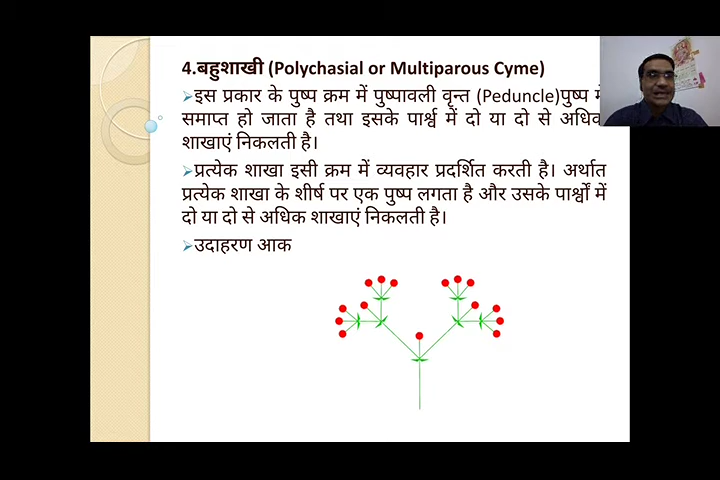 4.बहुशाखी (Polychasial or Multiparous Cyme)
इस प्रकार के पुष्प क्रम में पुष्पावली वृन्त (Peduncle)पुष्प में
समाप्त हो जाता है तथा इसके पार्श्व में दो या दो से अधिक
शाखाएं निकलती है।
प्रत्येक शाखा इसी क्रम में व्यवहार प्रदर्शित करती है। अर्थात
प्रत्येक शाखा के शीर्ष पर एक पुष्प लगता है और उसके पार्श्वों में
दो या दो से अधिक शाखाएं निकलती है।
उदाहरण आक